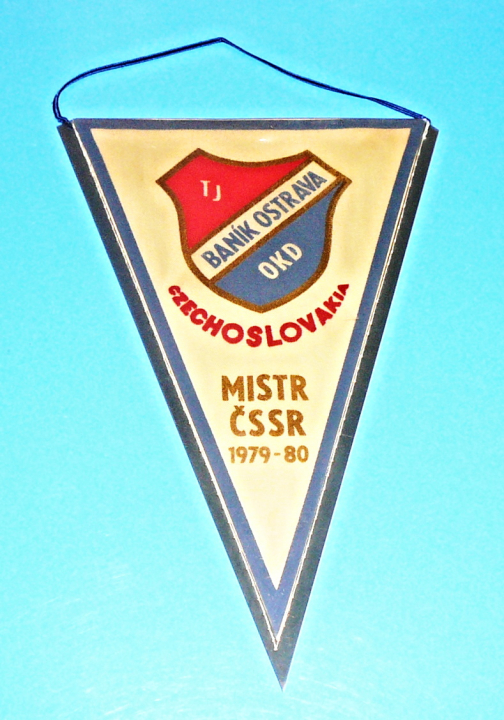 TJ
BANÍK OSTRAVA
OKD
CZECHOSLOVAKIA
MISTR
ČSSR
1979-80